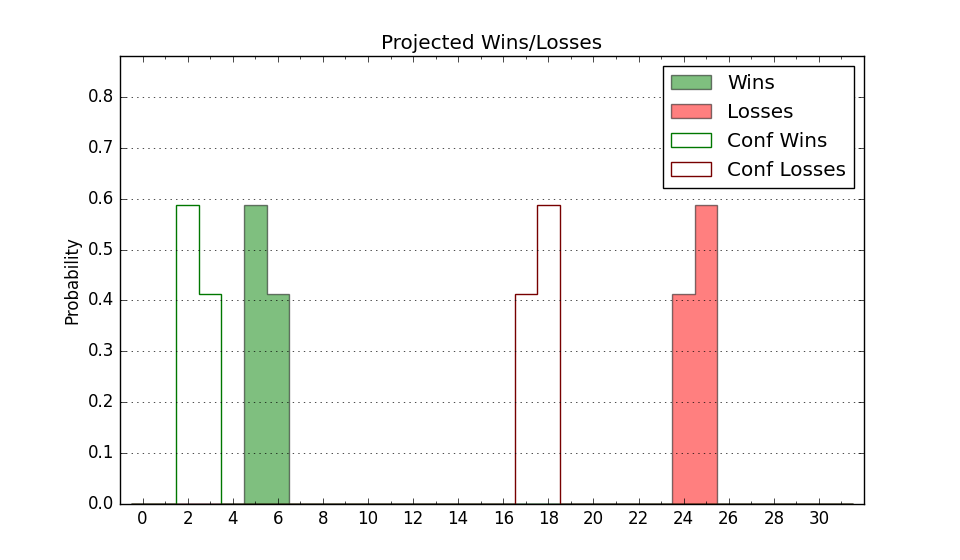 Projected Wins/Losses
Wins
Losses
Conf Wins
Conf Losses
Probability
0.8
0.7
0.6
0.5
0.4
0.3
0.2
0.1
0.0
0 2 4 6 8 10 12 14 16 18 20 22 24 26 28 30